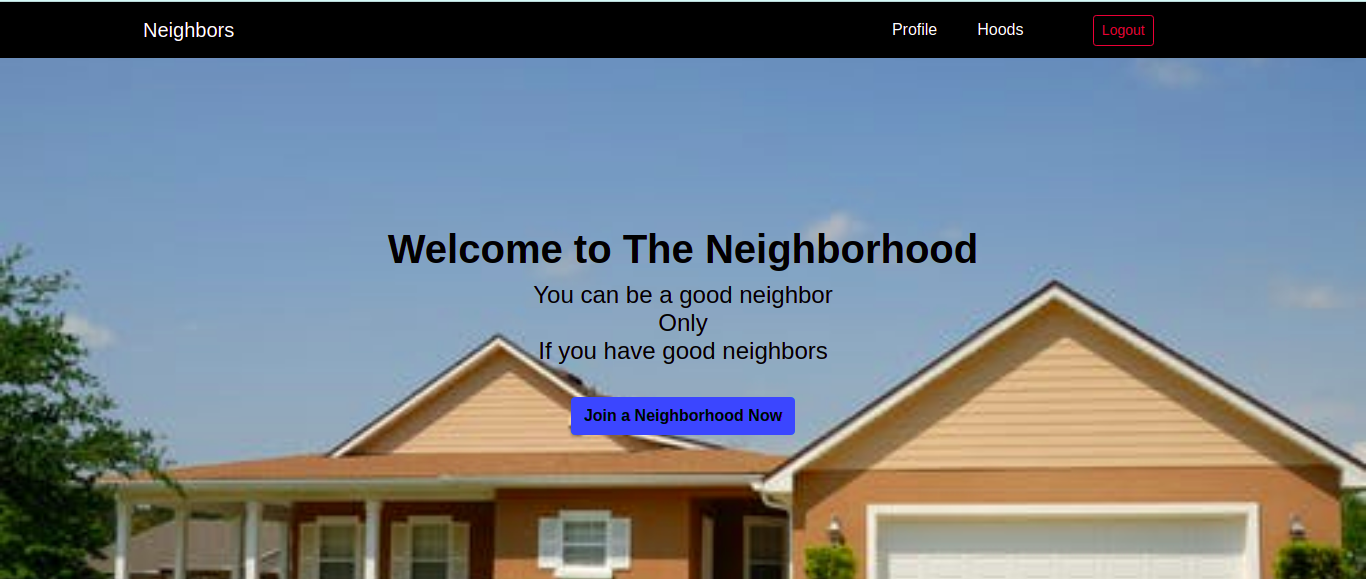 Neighbors
Profile
Hoods
Logout
Welcome to The Neighborhood
You can be a good neighbor
Only
If you have good neighbors
Join a Neighborhood Now